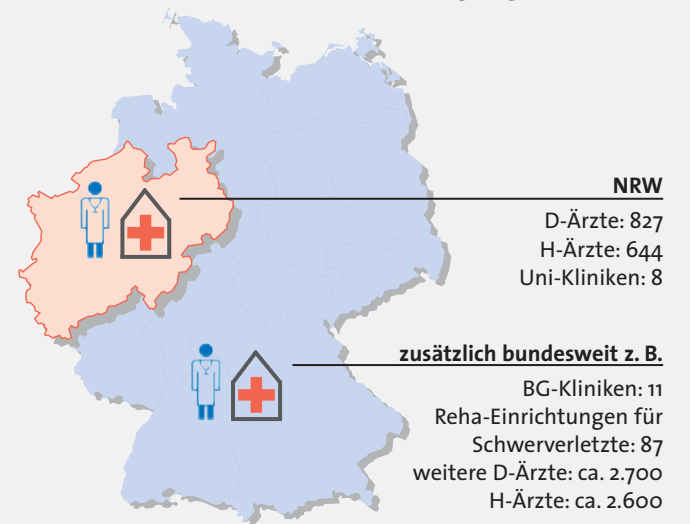 NRW
D-Ärzte: 827
H-Ärzte: 644
Uni-Kliniken: 8
zusätzlich bundesweit z. B.
BG-Kliniken: 11
Reha-Einrichtungen für
Schwerverletzte: 87
weitere D-Ärzte: ca. 2.700
H-Ärzte: ca. 2.600